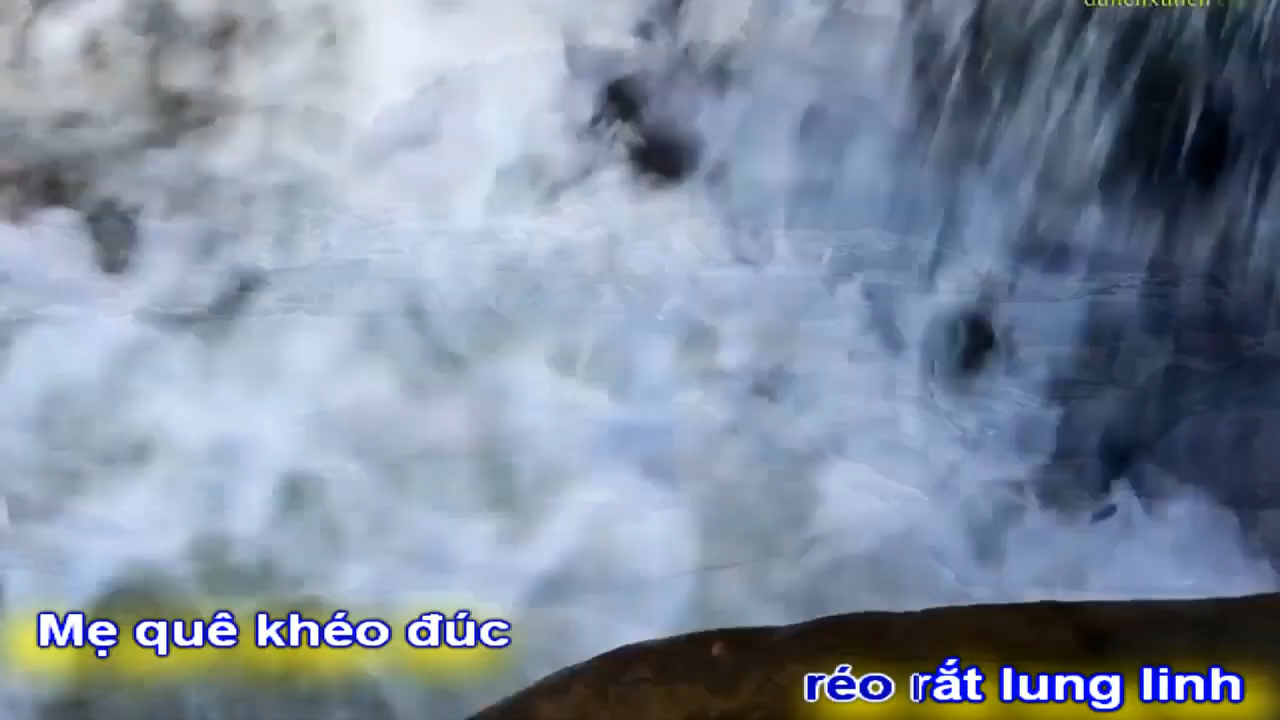 Mẹ quê khéo đúc
réo rắt lung linh